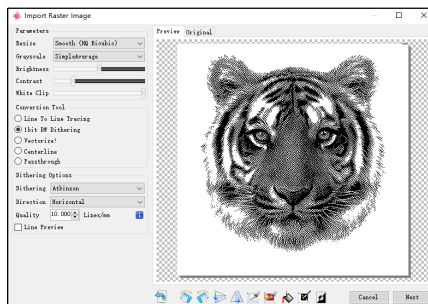 Import Raster Image
Parameters
Resize Smooth (HQ Bicubic)
Grayscale SimpleAverage
Brightness
Contrast
White Clip
Conversion Tool
Line To Line Tracing
1bit BW Dithering
Vectorize!
Centerline
Passthrough
Dithering Options
Dithering Atkinson
Direction Horizontal
Quality 10.000 Lines/mm
Line Preview
Preview Original
Cancel Next